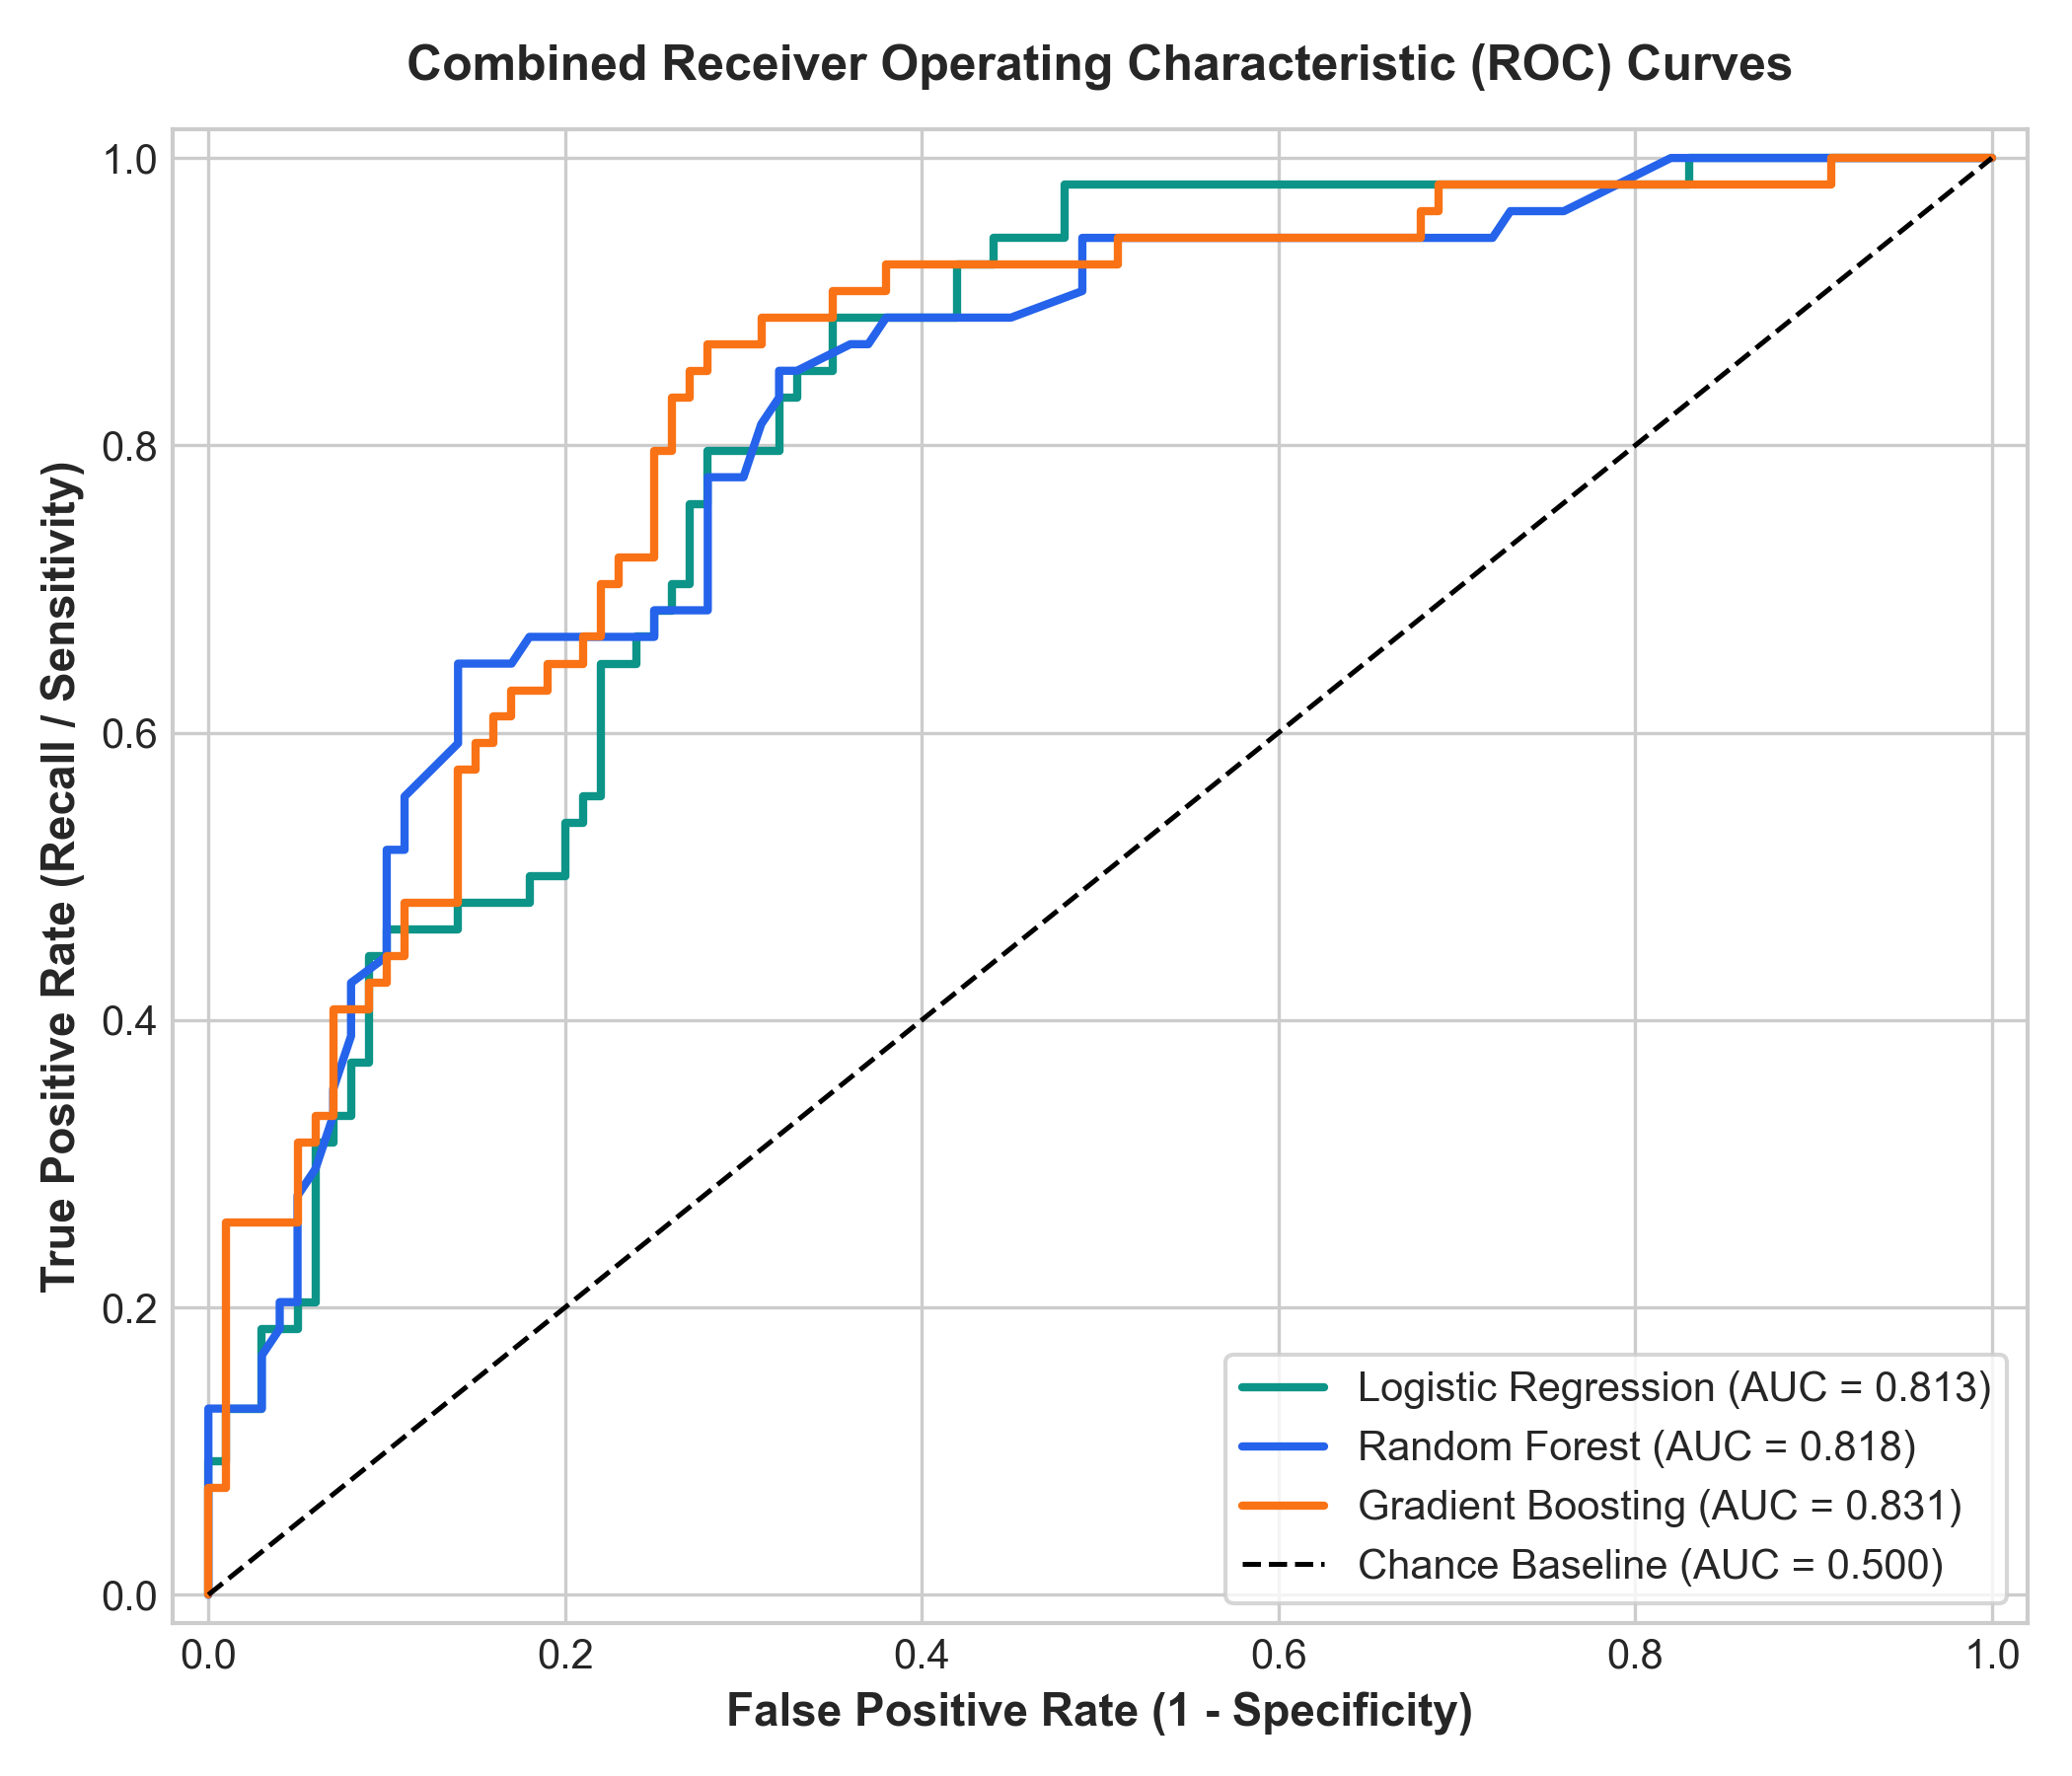 Combined Receiver Operating Characteristic (ROC) Curves
True Positive Rate (Recall / Sensitivity)
1.0
0.8
0.6
0.4
0.2
0.0
Logistic Regression (AUC = 0.813)
Random Forest (AUC = 0.818)
Gradient Boosting (AUC = 0.831)
Chance Baseline (AUC = 0.500)
0.0 0.2 0.4 0.6 0.8 1.0
False Positive Rate (1 - Specificity)